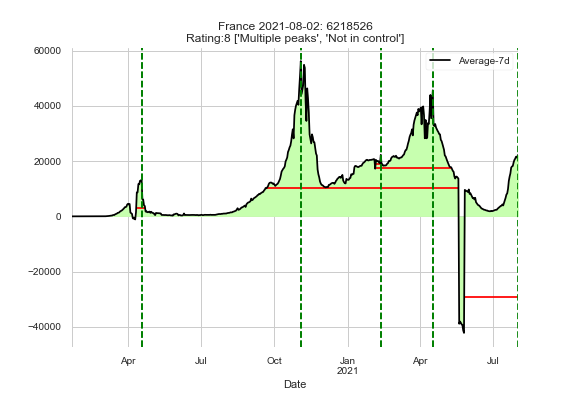 France 2021-08-02: 6218526
Rating:8 ['Multiple peaks', 'Not in control']
60000
Average-7d
40000
20000
0
−20000
−40000
Apr
Jul
Oct
Jan
2021
Apr
Jul
Date